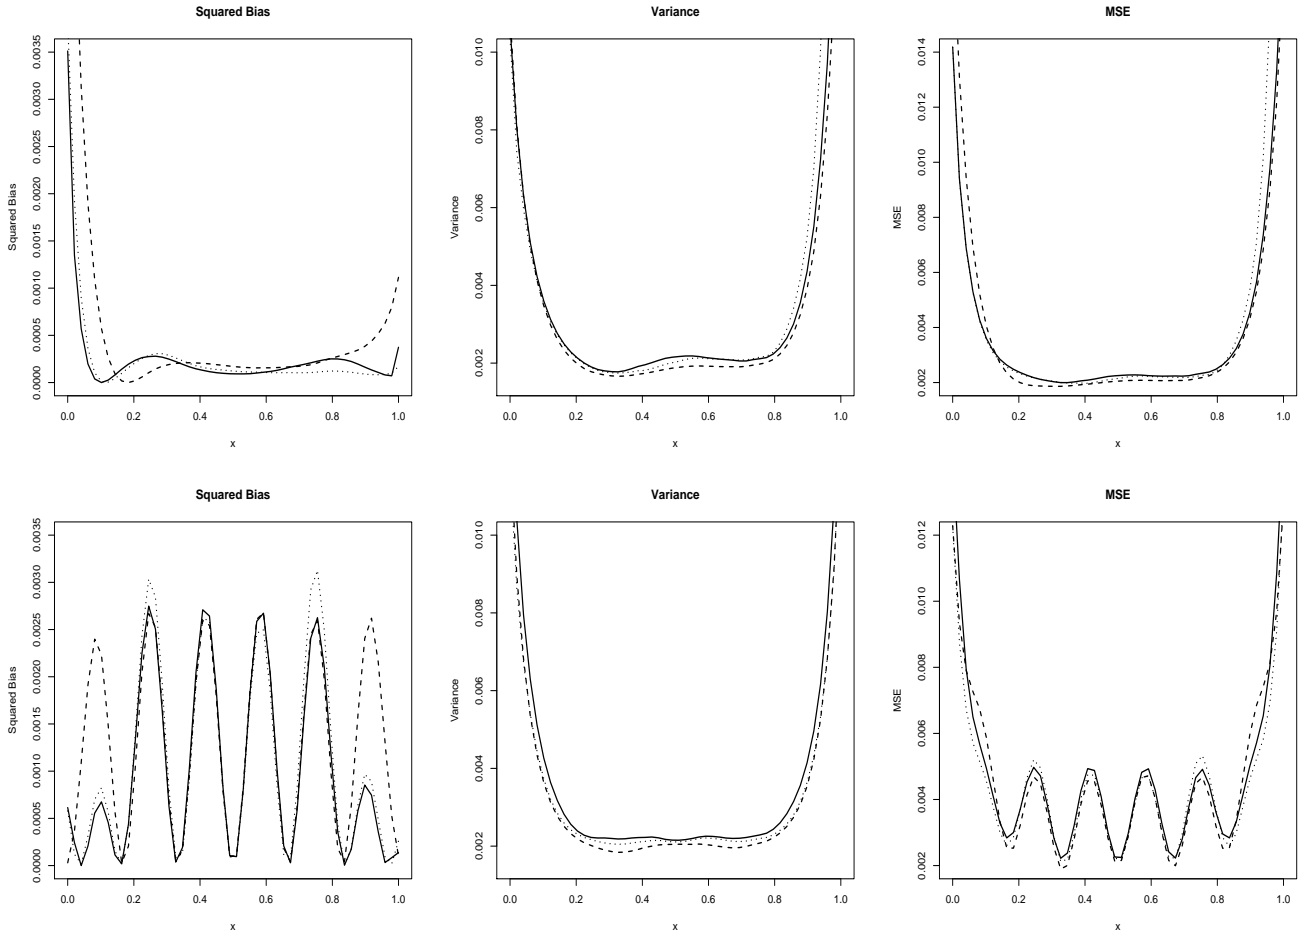 Squared Bias
Variance
MSE
Squared Bias
0.0000 0.0005 0.0010 0.0015 0.0020 0.0025 0.0030 0.0035
0.0 0.2 0.4 0.6 0.8 1.0
x
Variance
0.002 0.004 0.006 0.008 0.010
0.0 0.2 0.4 0.6 0.8 1.0
x
MSE
0.002 0.004 0.006 0.008 0.010 0.012 0.014
0.0 0.2 0.4 0.6 0.8 1.0
x
Squared Bias
Variance
MSE
Squared Bias
0.0000 0.0005 0.0010 0.0015 0.0020 0.0025 0.0030 0.0035
0.0 0.2 0.4 0.6 0.8 1.0
x
Variance
0.002 0.004 0.006 0.008 0.010
0.0 0.2 0.4 0.6 0.8 1.0
x
MSE
0.002 0.004 0.006 0.008 0.010 0.012
0.0 0.2 0.4 0.6 0.8 1.0
x